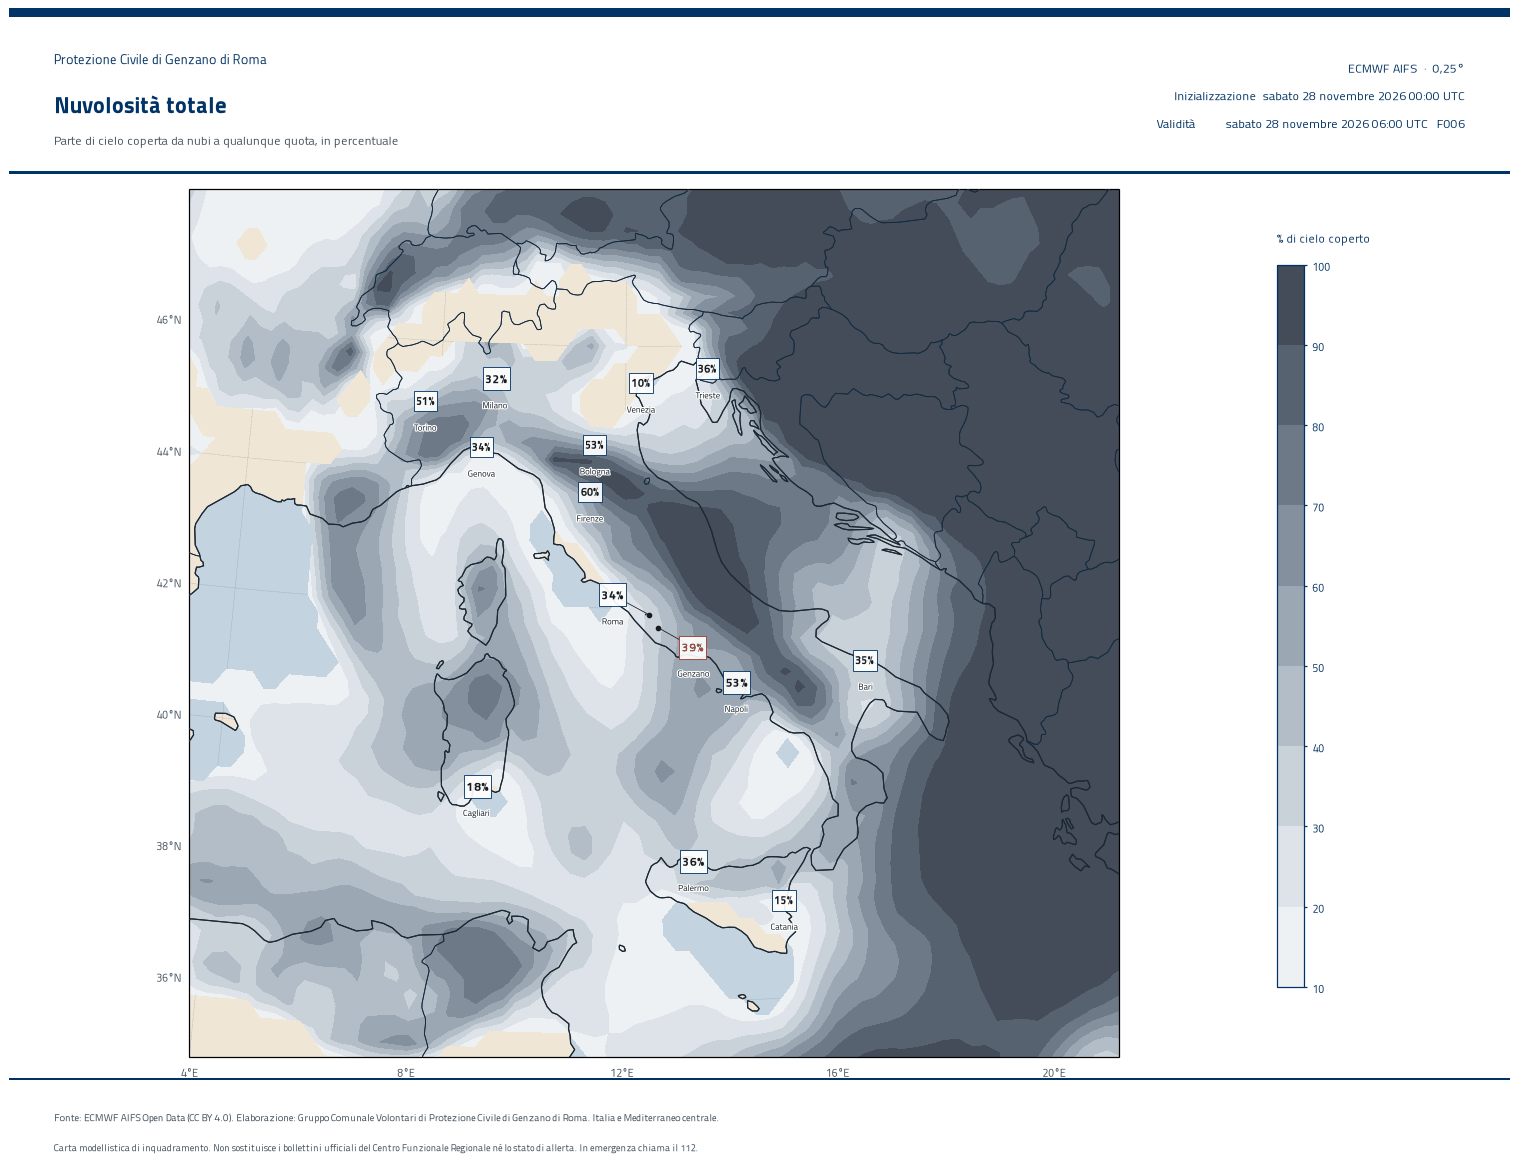 Protezione Civile di Genzano di Roma
Nuvolosità totale
Parte di cielo coperta da nubi a qualunque quota, in percentuale
ECMWF AIFS · 0,25°
Inizializzazione sabato 28 novembre 2026 00:00 UTC
Validità sabato 28 novembre 2026 06:00 UTC F006
% di cielo coperto
100
90
80
70
60
50
40
30
20
10
46°N
44°N
42°N
40°N
38°N
36°N
4°E
8°E
12°E
16°E
20°E
51%
Torino
32%
Milano
10%
Venezia
36%
Trieste
34%
Genova
53%
Bologna
60%
Firenze
34%
Roma
39%
Genzano
53%
Napoli
35%
Bari
18%
Cagliari
36%
Palermo
15%
Catania
Fonte: ECMWF AIFS Open Data (CC BY 4.0). Elaborazione: Gruppo Comunale Volontari di Protezione Civile di Genzano di Roma. Italia e Mediterraneo centrale.
Carta modellistica di inquadramento. Non sostituisce i bollettini ufficiali del Centro Funzionale Regionale né lo stato di allerta. In emergenza chiama il 112.